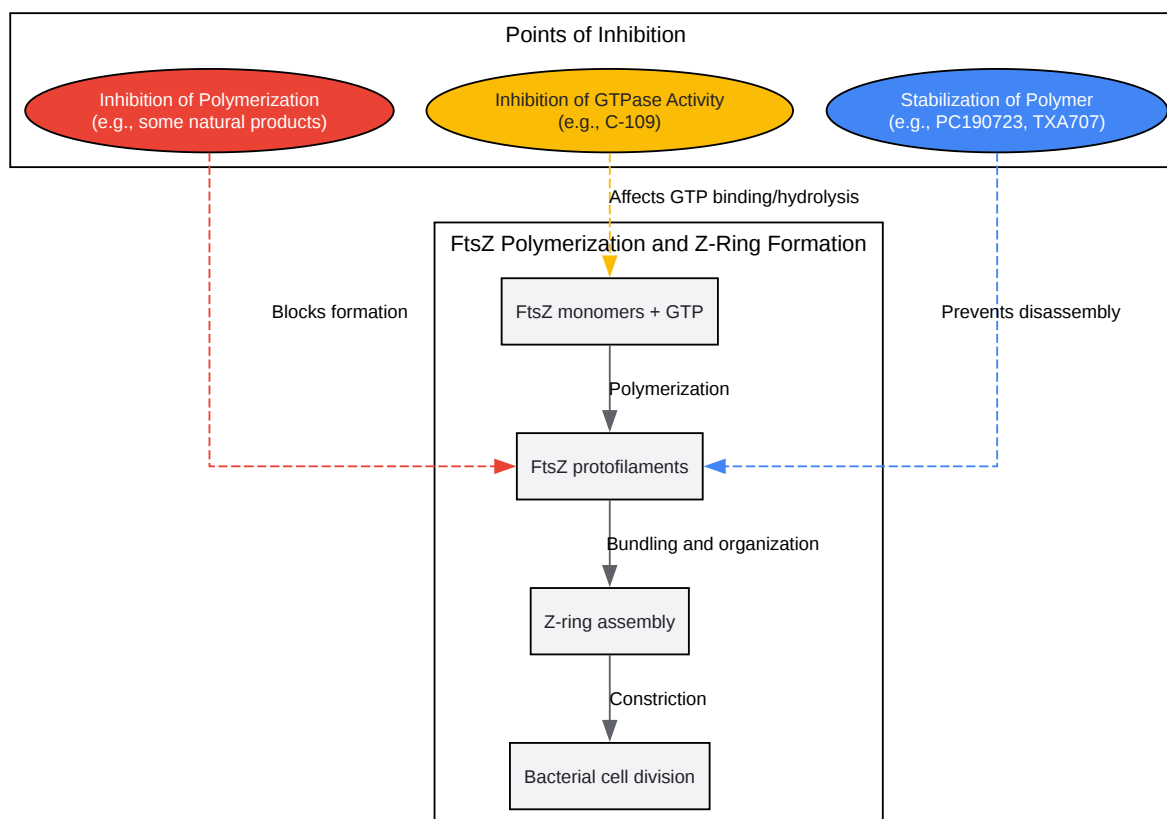 Points of Inhibition
Inhibition of Polymerization
(e.g., some natural products)
Inhibition of GTPase Activity
(e.g., C-109)
Stabilization of Polymer
(e.g., PC190723, TXA707)
Affects GTP binding/hydrolysis
FtsZ Polymerization and Z-Ring Formation
Blocks formation
FtsZ monomers + GTP
Prevents disassembly
Polymerization
FtsZ protofilaments
Bundling and organization
Z-ring assembly
Constriction
Bacterial cell division